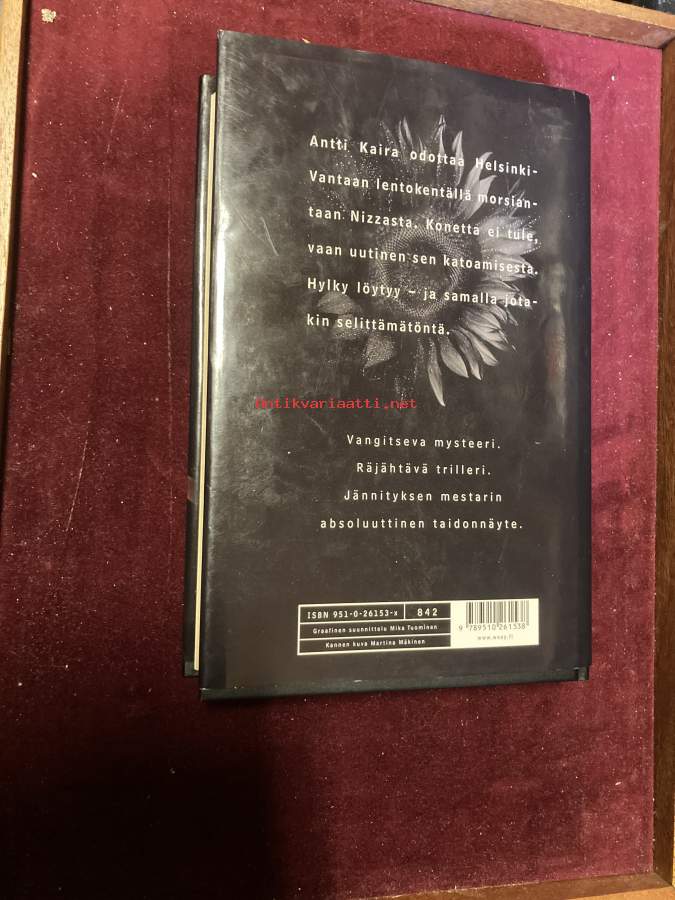 Antti Kaira odottaa Helsinki-
Vantaan lentokentällä morsian-
taan Nizzasta. Konetta ei tule,
vaan uutinen sen katoamisesta.
Hylky löytyy – ja samalla jota-
kin selittämätöntä.
antikvariaatti.net
Vangitseva mysteeri.
Räjähtävä trilleri.
Jännityksen mestarin
absoluuttinen taidonnäyte.
ISBN 951-0-26153-x 842
Graafinen suunnittelu Mika Tuominen
Kannen kuva Martina Mäkinen
9 789510 261538
www.wsoy.fi